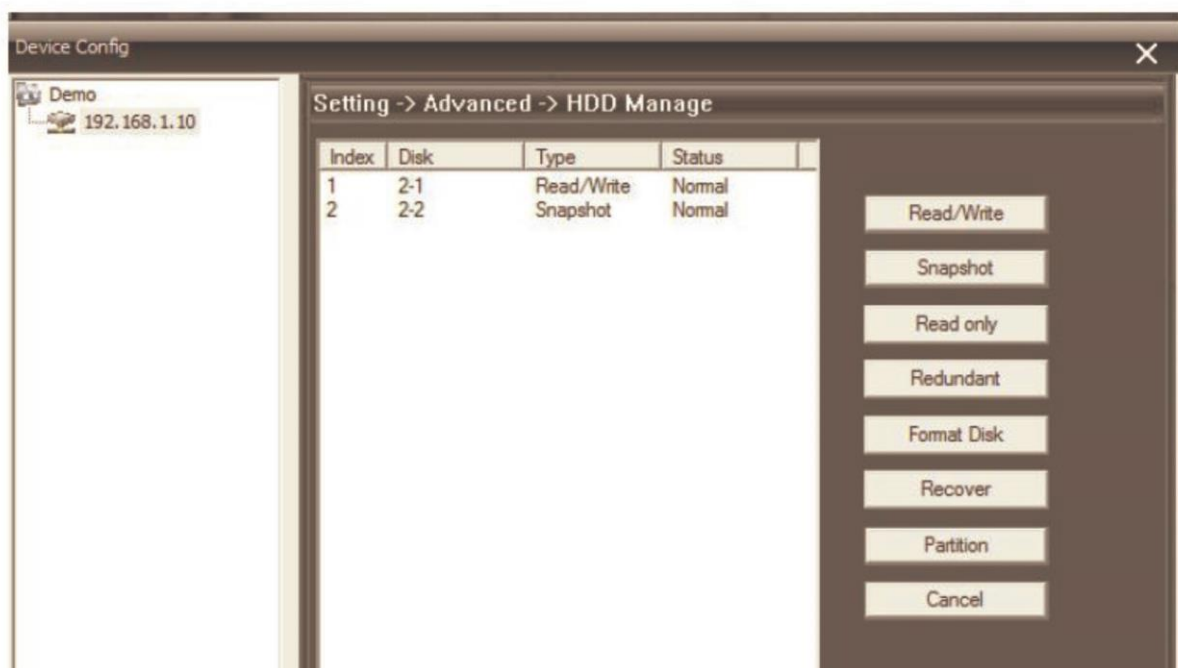 Device Config
Demo
192.168.1.10
Setting -> Advanced -> HDD Manage
Index Disk Type Status
1 2-1 Read/Write Normal
2 2-2 Snapshot Normal
Read/Write
Snapshot
Read only
Redundant
Format Disk
Recover
Partition
Cancel